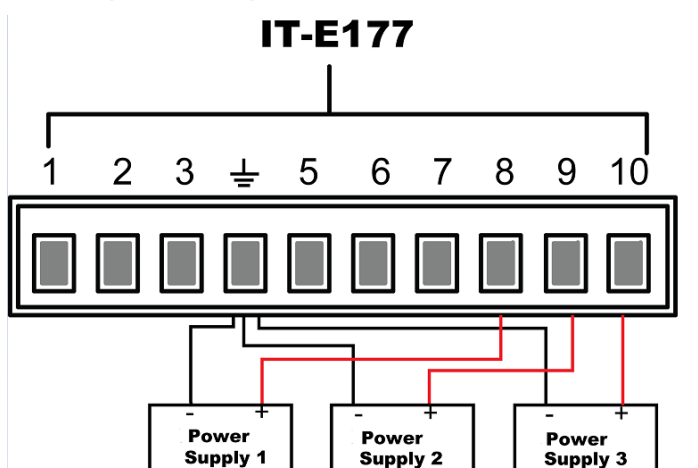 IT-E177
1 2 3 5 6 7 8 9 10
- + - + - +
Power Power Power
Supply 1 Supply 2 Supply 3